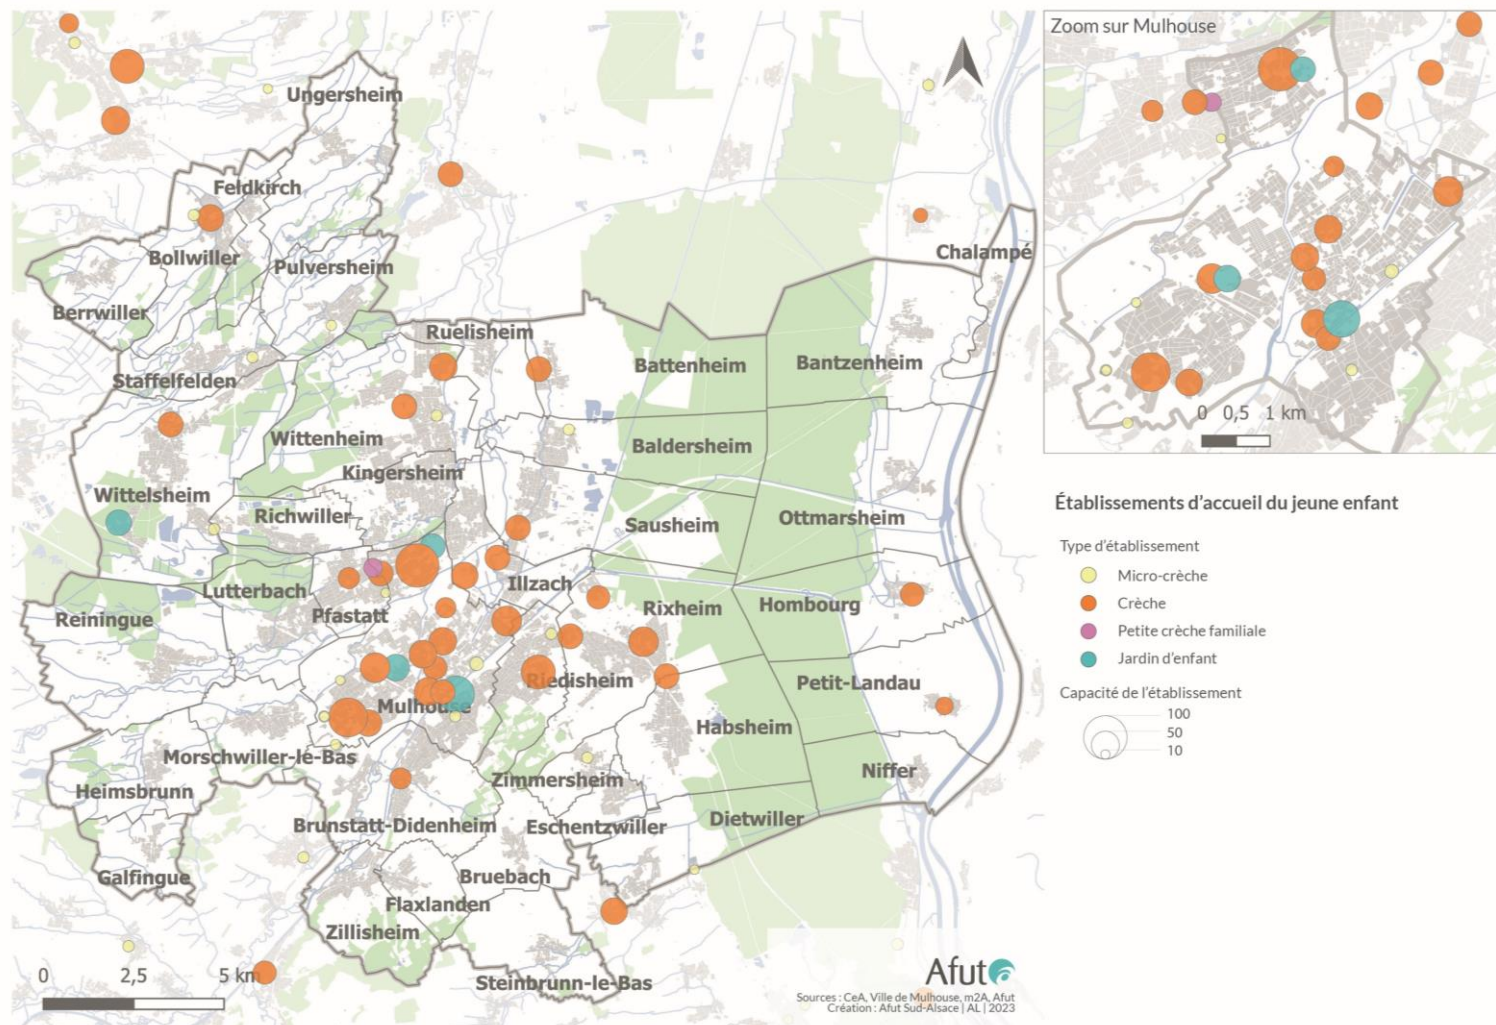 Ungersheim
Feldkirch
Bollwiller
Pulversheim
Berrwiller
Chalampé
Ruelisheim
Staffelfelden
Battenheim
Bantzenheim
Wittenheim
Baldersheim
Kingersheim
Wittelsheim
Richwiller
Sausheim
Ottmarsheim
Lutterbach
Illzach
Reiningue
Pfastatt
Rixheim
Hombourg
Riedisheim
Petit-Landau
Mulhouse
Habsheim
Morschwiller-le-Bas
Zimmersheim
Niffer
Heimsbrunn
Brunstatt-Didenheim
Eschentzwiller
Dietwiller
Galfingue
Bruebach
Flaxlanden
Zillisheim
Steinbrunn-le-Bas
0 2,5 5 km
Afut
Sources : CeA, Ville de Mulhouse, m2A, Afut
Création : Afut Sud-Alsace | AL | 2023
Zoom sur Mulhouse
0 0,5 1 km
Établissements d'accueil du jeune enfant
Type d'établissement
Micro-crèche
Crèche
Petite crèche familiale
Jardin d'enfant
Capacité de l'établissement
100
50
10